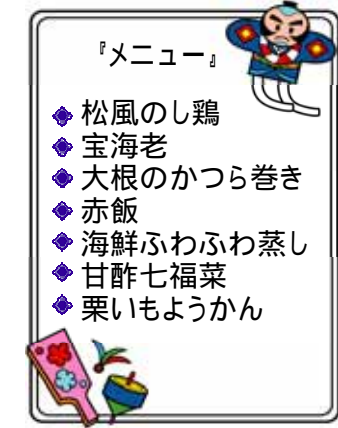 『メニュー』
松風のし鶏
宝海老
大根のかつら巻き
赤飯
海鮮ふわふわ蒸し
甘酢七福菜
栗いもようかん